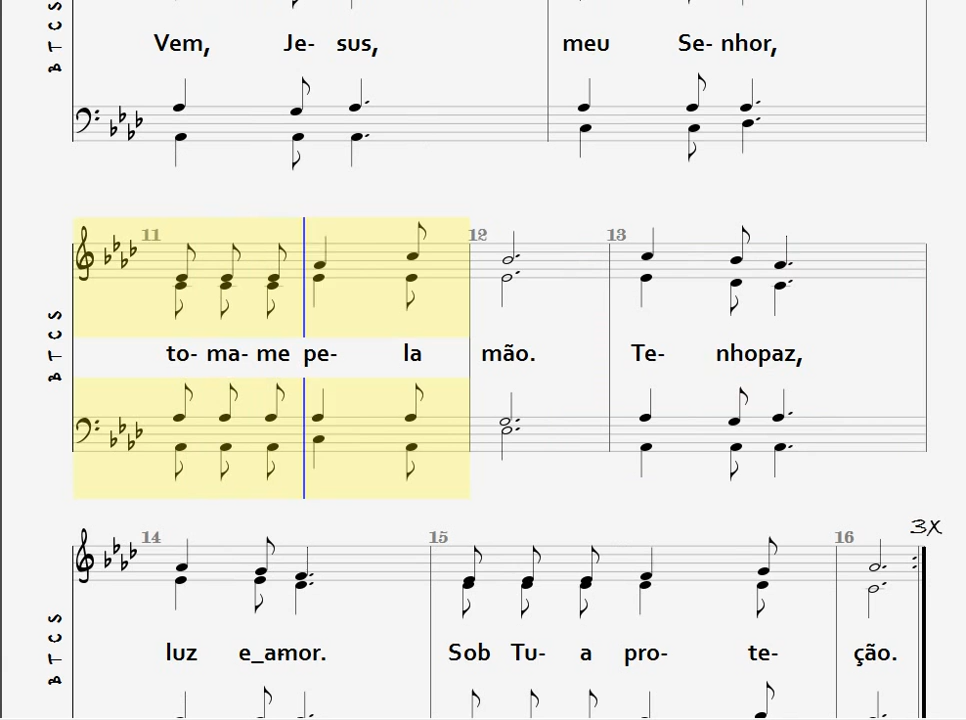 B T C S
Vem, Je- sus, meu Se- nhor,
11 12 13
B T C S
to- ma- me pe- la mão. Te- nhopaz,
14 15 16 3X
B T C S
luz e_amor. Sob Tu- a pro- te- ção.